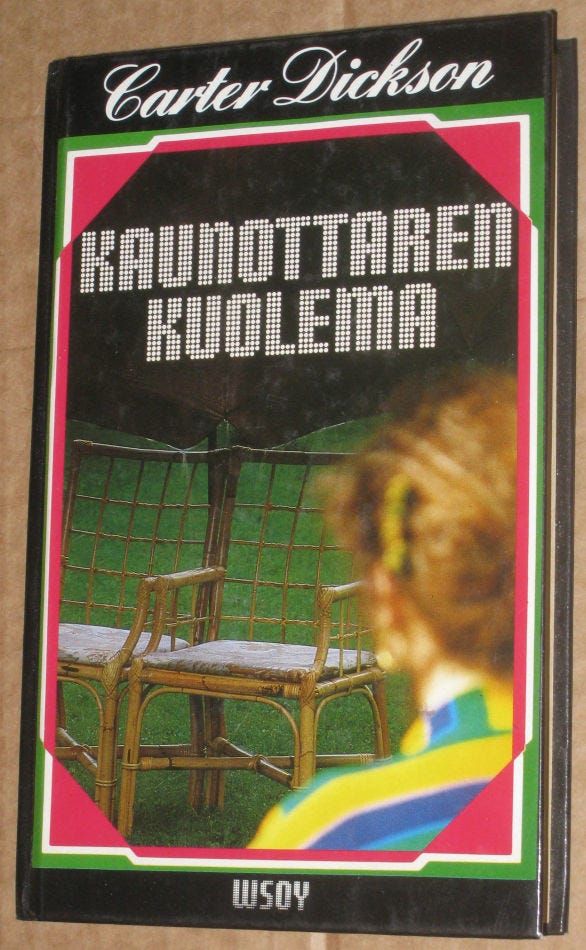 Carter Dickson
KAUNOTTAREN
KUOLEMA
WSOY